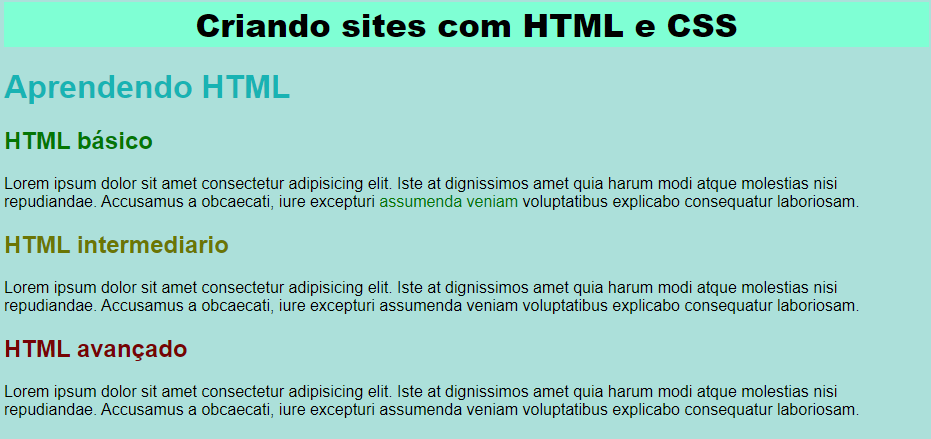 Criando sites com HTML e CSS
Aprendendo HTML
HTML básico
Lorem ipsum dolor sit amet consectetur adipisicing elit. Iste at dignissimos amet quia harum modi atque molestias nisi
repudiandae. Accusamus a obcaecati, iure excepturi assumenda veniam voluptatibus explicabo consequatur laboriosam.
HTML intermediario
Lorem ipsum dolor sit amet consectetur adipisicing elit. Iste at dignissimos amet quia harum modi atque molestias nisi
repudiandae. Accusamus a obcaecati, iure excepturi assumenda veniam voluptatibus explicabo consequatur laboriosam.
HTML avançado
Lorem ipsum dolor sit amet consectetur adipisicing elit. Iste at dignissimos amet quia harum modi atque molestias nisi
repudiandae. Accusamus a obcaecati, iure excepturi assumenda veniam voluptatibus explicabo consequatur laboriosam.